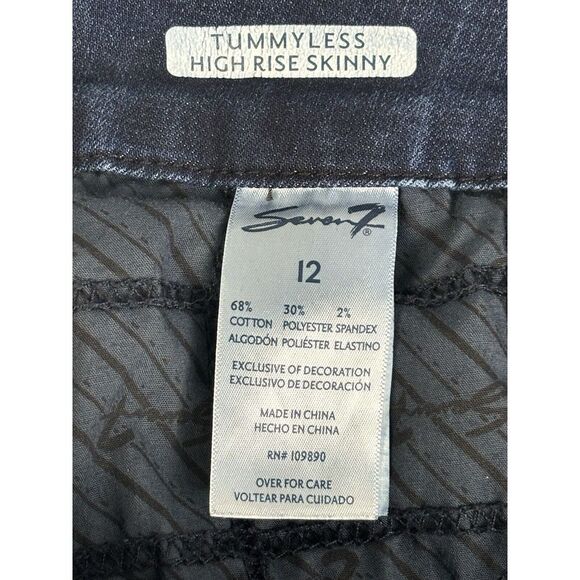 TUMMYLESS
HIGH RISE SKINNY
Seven7®
12
68% 30% 2%
COTTON POLYESTER SPANDEX
ALGODÓN POLIÉSTER ELASTINO
EXCLUSIVE OF DECORATION
EXCLUSIVO DE DECORACIÓN
MADE IN CHINA
HECHO EN CHINA
RN# 109890
OVER FOR CARE
VOLTEAR PARA CUIDADO